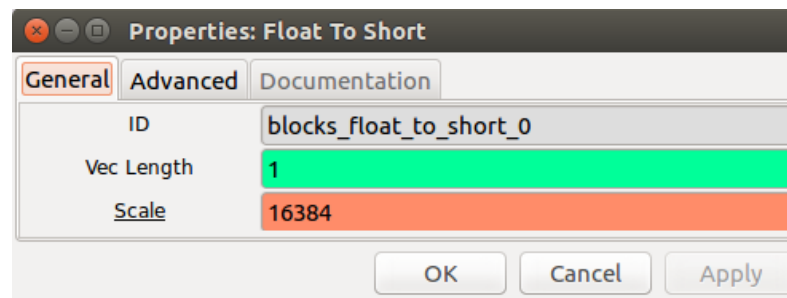 Properties: Float To Short
General Advanced Documentation
ID blocks_float_to_short_0
Vec Length 1
Scale 16384
OK Cancel Apply